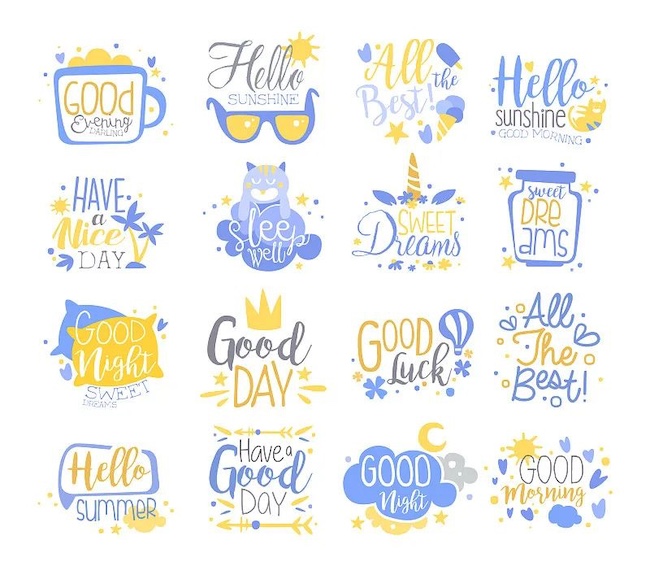 GOOD
Evening
DARLING
Hello
SUNSHINE
All
the
Best!
Hello
sunshine
GOOD MORNING
HAVE
a
Nice
DAY
sleep
well
SWEET
Dreams
sweet
DRE
ams
GOOD
Night
SWEET
DREAMS
Good
DAY
GOOD
Luck
All
The
Best!
Hello
SUMMER
Have a
Good
DAY
GOOD
Night
GOOD
Morning